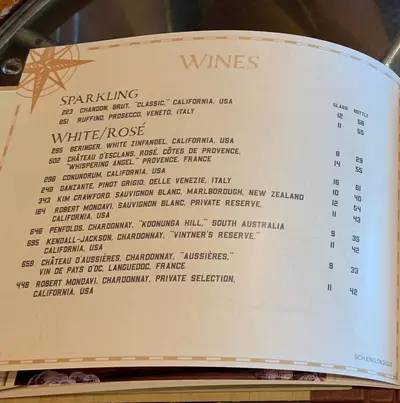 WINES
SPARKLING
GLASS BOTTLE
223 CHANDON, BRUT, "CLASSIC," CALIFORNIA, USA 12 58
851 RUFFINO, PROSECCO, VENETO, ITALY 11 55
WHITE/ROSÉ
295 BERINGER, WHITE ZINFANDEL, CALIFORNIA, USA 8 29
502 CHÂTEAU D'ESCLANS, ROSÉ, CÔTES DE PROVENCE,
"WHISPERING ANGEL," PROVENCE, FRANCE 14 55
296 CONUNDRUM, CALIFORNIA, USA 16 61
246 DANZANTE, PINOT GRIGIO, DELLE VENEZIE, ITALY 10 40
343 KIM CRAWFORD, SAUVIGNON BLANC, MARLBOROUGH, NEW ZEALAND 12 54
164 ROBERT MONDAVI, SAUVIGNON BLANC, PRIVATE RESERVE, 11 43
CALIFORNIA, USA
646 PENFOLDS, CHARDONNAY, "KOONUNGA HILL," SOUTH AUSTRALIA 9 35
695 KENDALL-JACKSON, CHARDONNAY, "VINTNER'S RESERVE," 11 42
CALIFORNIA, USA
659 CHÂTEAU D'AUSSIÈRES, CHARDONNAY, "AUSSIÈRES,"
VIN DE PAYS D'OC, LANGUEDOC, FRANCE 9 33
448 ROBERT MONDAVI, CHARDONNAY, PRIVATE SELECTION,
CALIFORNIA, USA 11 42